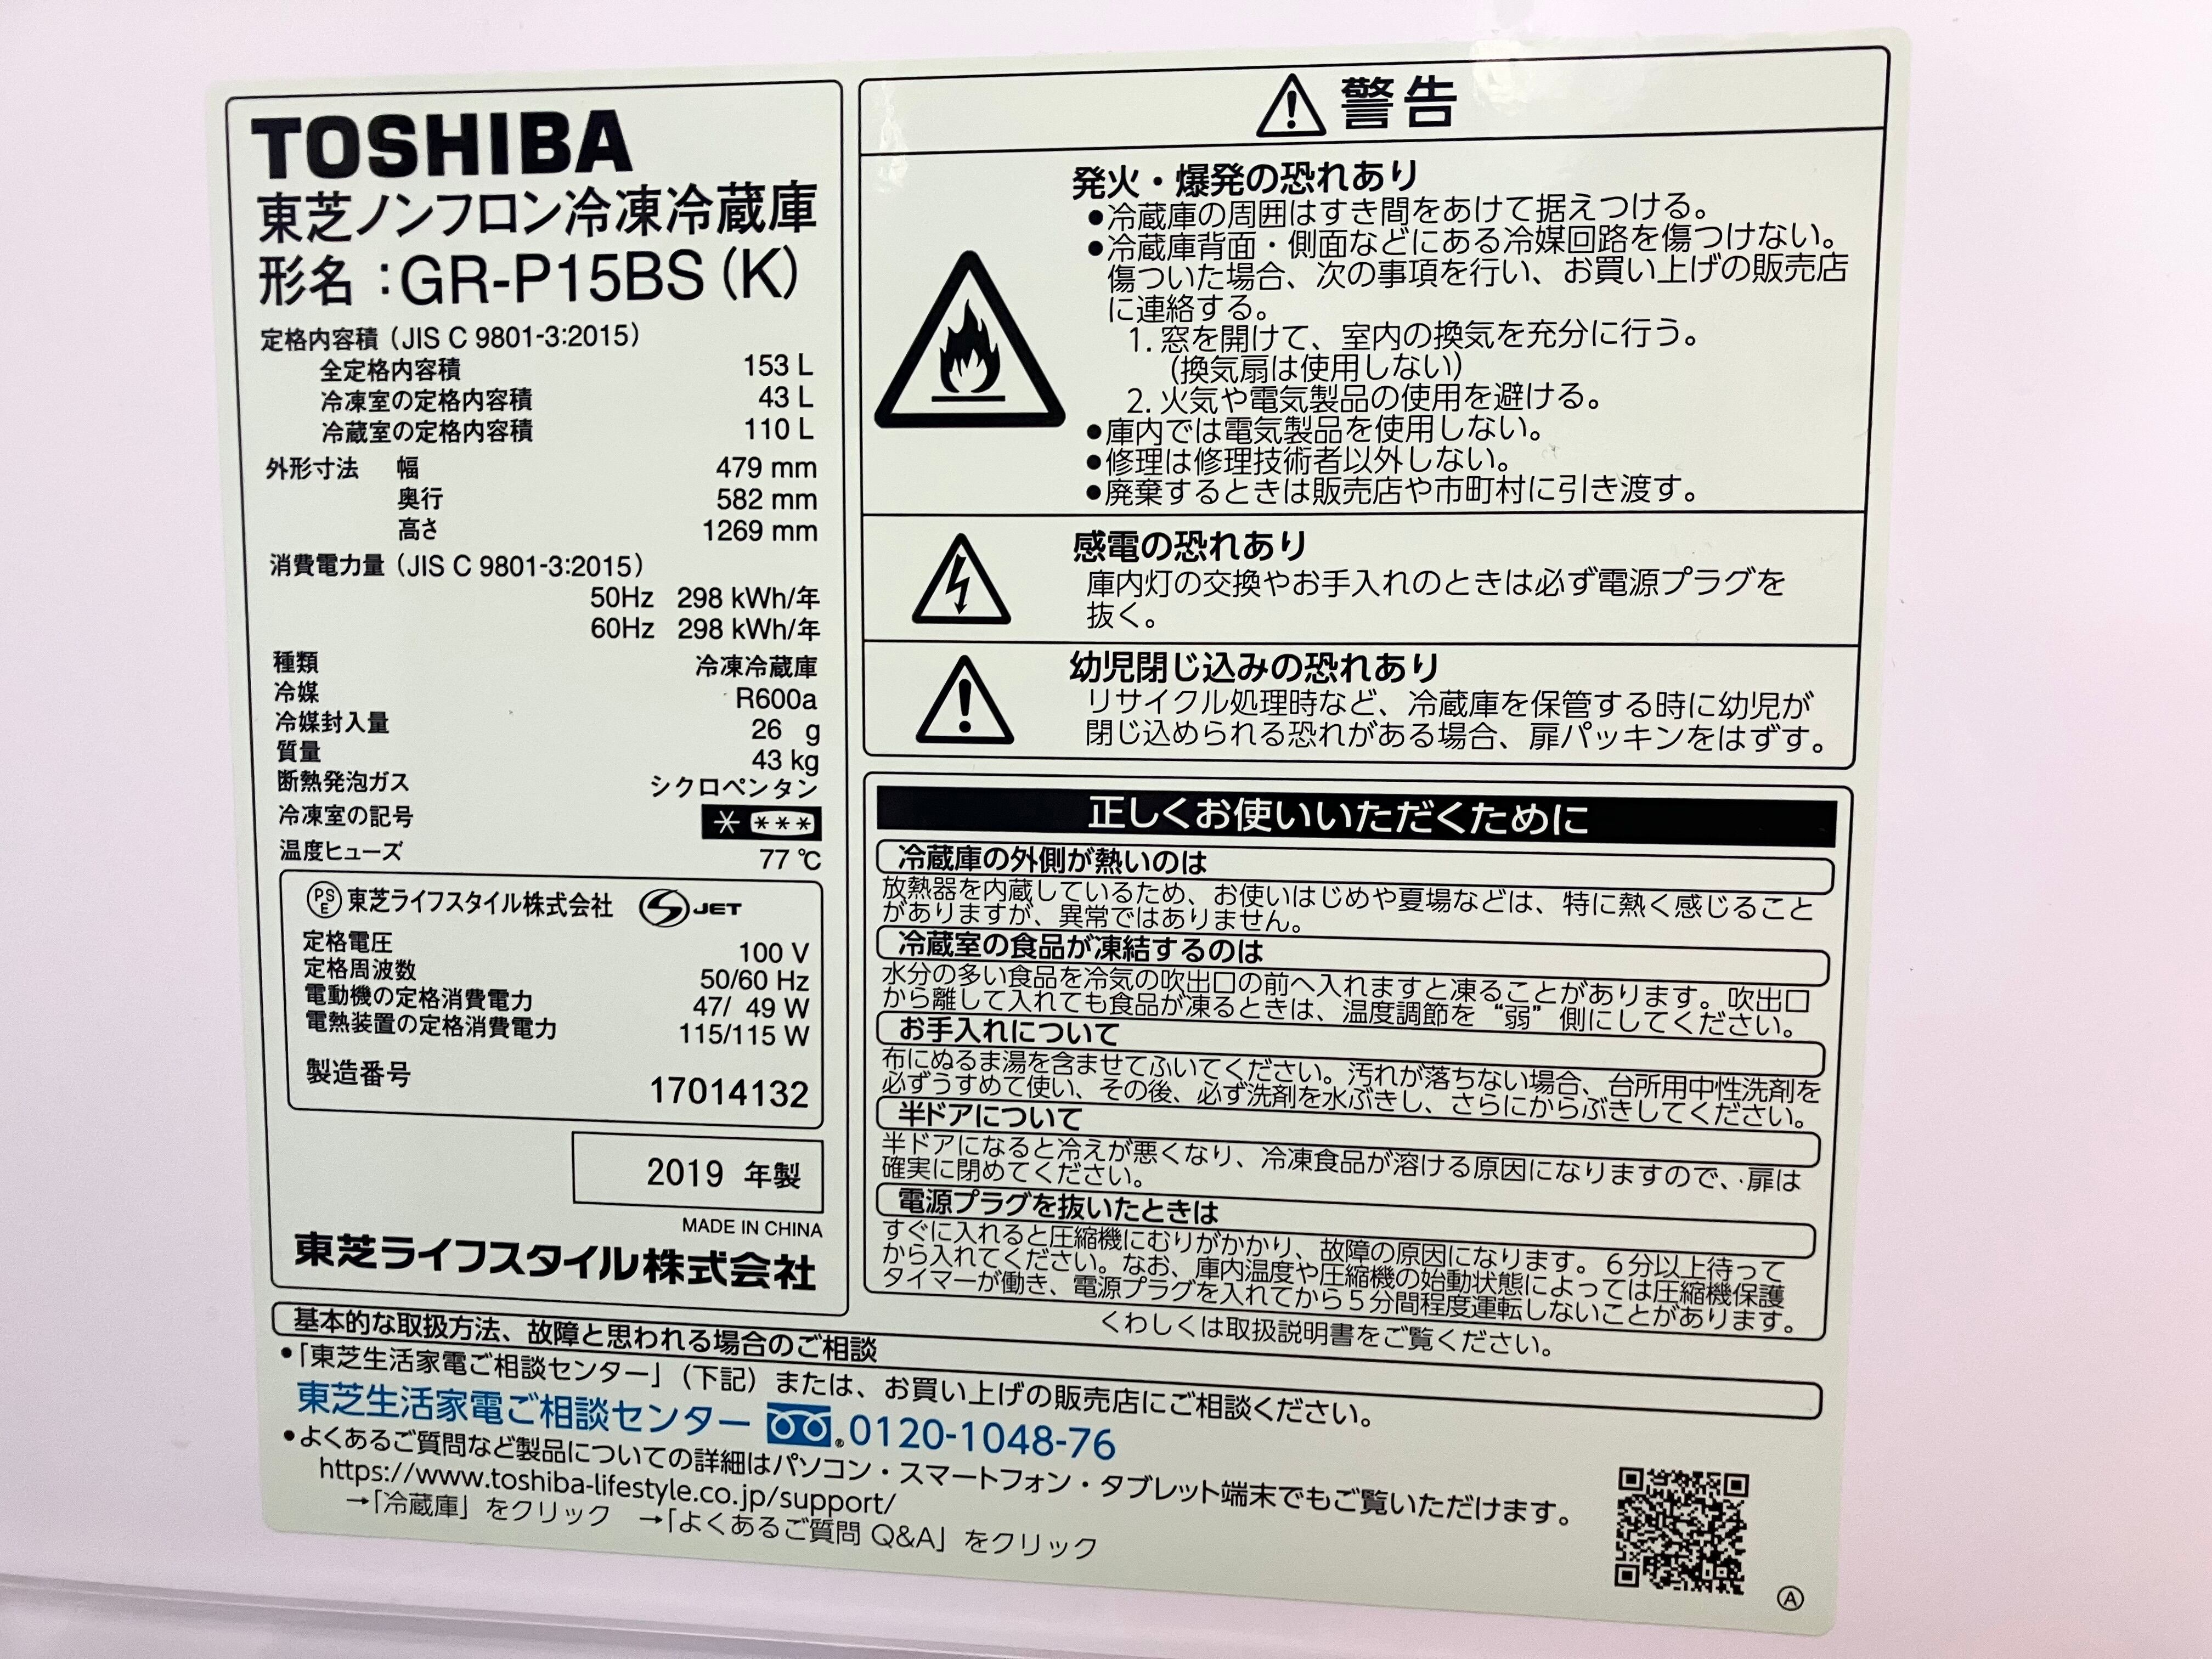 TOSHIBA
東芝ノンフロン冷凍冷蔵庫
形名：GR-P15BS（K）
定格内容積（JIS C 9801-3:2015）
全定格内容積 153 L
冷凍室の定格内容積 43 L
冷蔵室の定格内容積 110 L
外形寸法 幅 479 mm
奥行 582 mm
高さ 1269 mm
消費電力量（JIS C 9801-3:2015）
50Hz 298 kWh/年
60Hz 298 kWh/年
種類 冷凍冷蔵庫
冷媒 R600a
冷媒封入量 26 g
質量 43 kg
断熱発泡ガス シクロペンタン
冷凍室の記号 * ***
温度ヒューズ 77 ℃
PSE 東芝ライフスタイル株式会社 S JET
定格電圧 100 V
定格周波数 50/60 Hz
電動機の定格消費電力 47/ 49 W
電熱装置の定格消費電力 115/115 W
製造番号 17014132
2019 年製
MADE IN CHINA
東芝ライフスタイル株式会社
警告
発火・爆発の恐れあり
●冷蔵庫の周囲はすき間をあけて据えつける。
●冷蔵庫背面・側面などにある冷媒回路を傷つけない。
傷ついた場合、次の事項を行い、お買い上げの販売店
に連絡する。
1. 窓を開けて、室内の換気を充分に行う。
（換気扇は使用しない）
2. 火気や電気製品の使用を避ける。
●庫内では電気製品を使用しない。
●修理は修理技術者以外しない。
●廃棄するときは販売店や市町村に引き渡す。
感電の恐れあり
庫内灯の交換やお手入れのときは必ず電源プラグを
抜く。
幼児閉じ込みの恐れあり
リサイクル処理時など、冷蔵庫を保管する時に幼児が
閉じ込められる恐れがある場合、扉パッキンをはずす。
正しくお使いいただくために
冷蔵庫の外側が熱いのは
放熱器を内蔵しているため、お使いはじめや夏場などは、特に熱く感じること
がありますが、異常ではありません。
冷蔵室の食品が凍結するのは
水分の多い食品を冷気の吹出口の前へ入れますと凍ることがあります。吹出口
から離して入れても食品が凍るときは、温度調節を“弱”側にしてください。
お手入れについて
布にぬるま湯を含ませてふいてください。汚れが落ちない場合、台所用中性洗剤を
必ずうすめて使い、その後、必ず洗剤を水ぶきし、さらにからぶきしてください。
半ドアについて
半ドアになると冷えが悪くなり、冷凍食品が溶ける原因になりますので、扉は
確実に閉めてください。
電源プラグを抜いたときは
すぐに入れると圧縮機にむりがかかり、故障の原因になります。6分以上待って
から入れてください。なお、庫内温度や圧縮機の始動状態によっては圧縮機保護
タイマーが働き、電源プラグを入れてから5分間程度運転しないことがあります。
くわしくは取扱説明書をご覧ください。
基本的な取扱方法、故障と思われる場合のご相談
●「東芝生活家電ご相談センター」（下記）または、お買い上げの販売店にご相談ください。
東芝生活家電ご相談センター 0120-1048-76
●よくあるご質問など製品についての詳細はパソコン・スマートフォン・タブレット端末でもご覧いただけます。
https://www.toshiba-lifestyle.co.jp/support/
→「冷蔵庫」をクリック →「よくあるご質問 Q&A」をクリック
Ⓐ